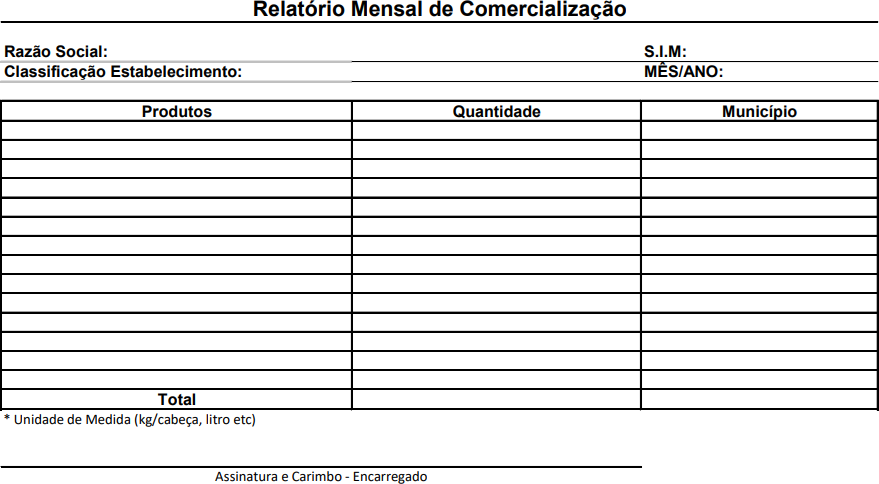 Relatório Mensal de Comercialização
Razão Social: S.I.M:
Classificação Estabelecimento: MÊS/ANO:
Produtos Quantidade Município
Total
* Unidade de Medida (kg/cabeça, litro etc)
Assinatura e Carimbo - Encarregado